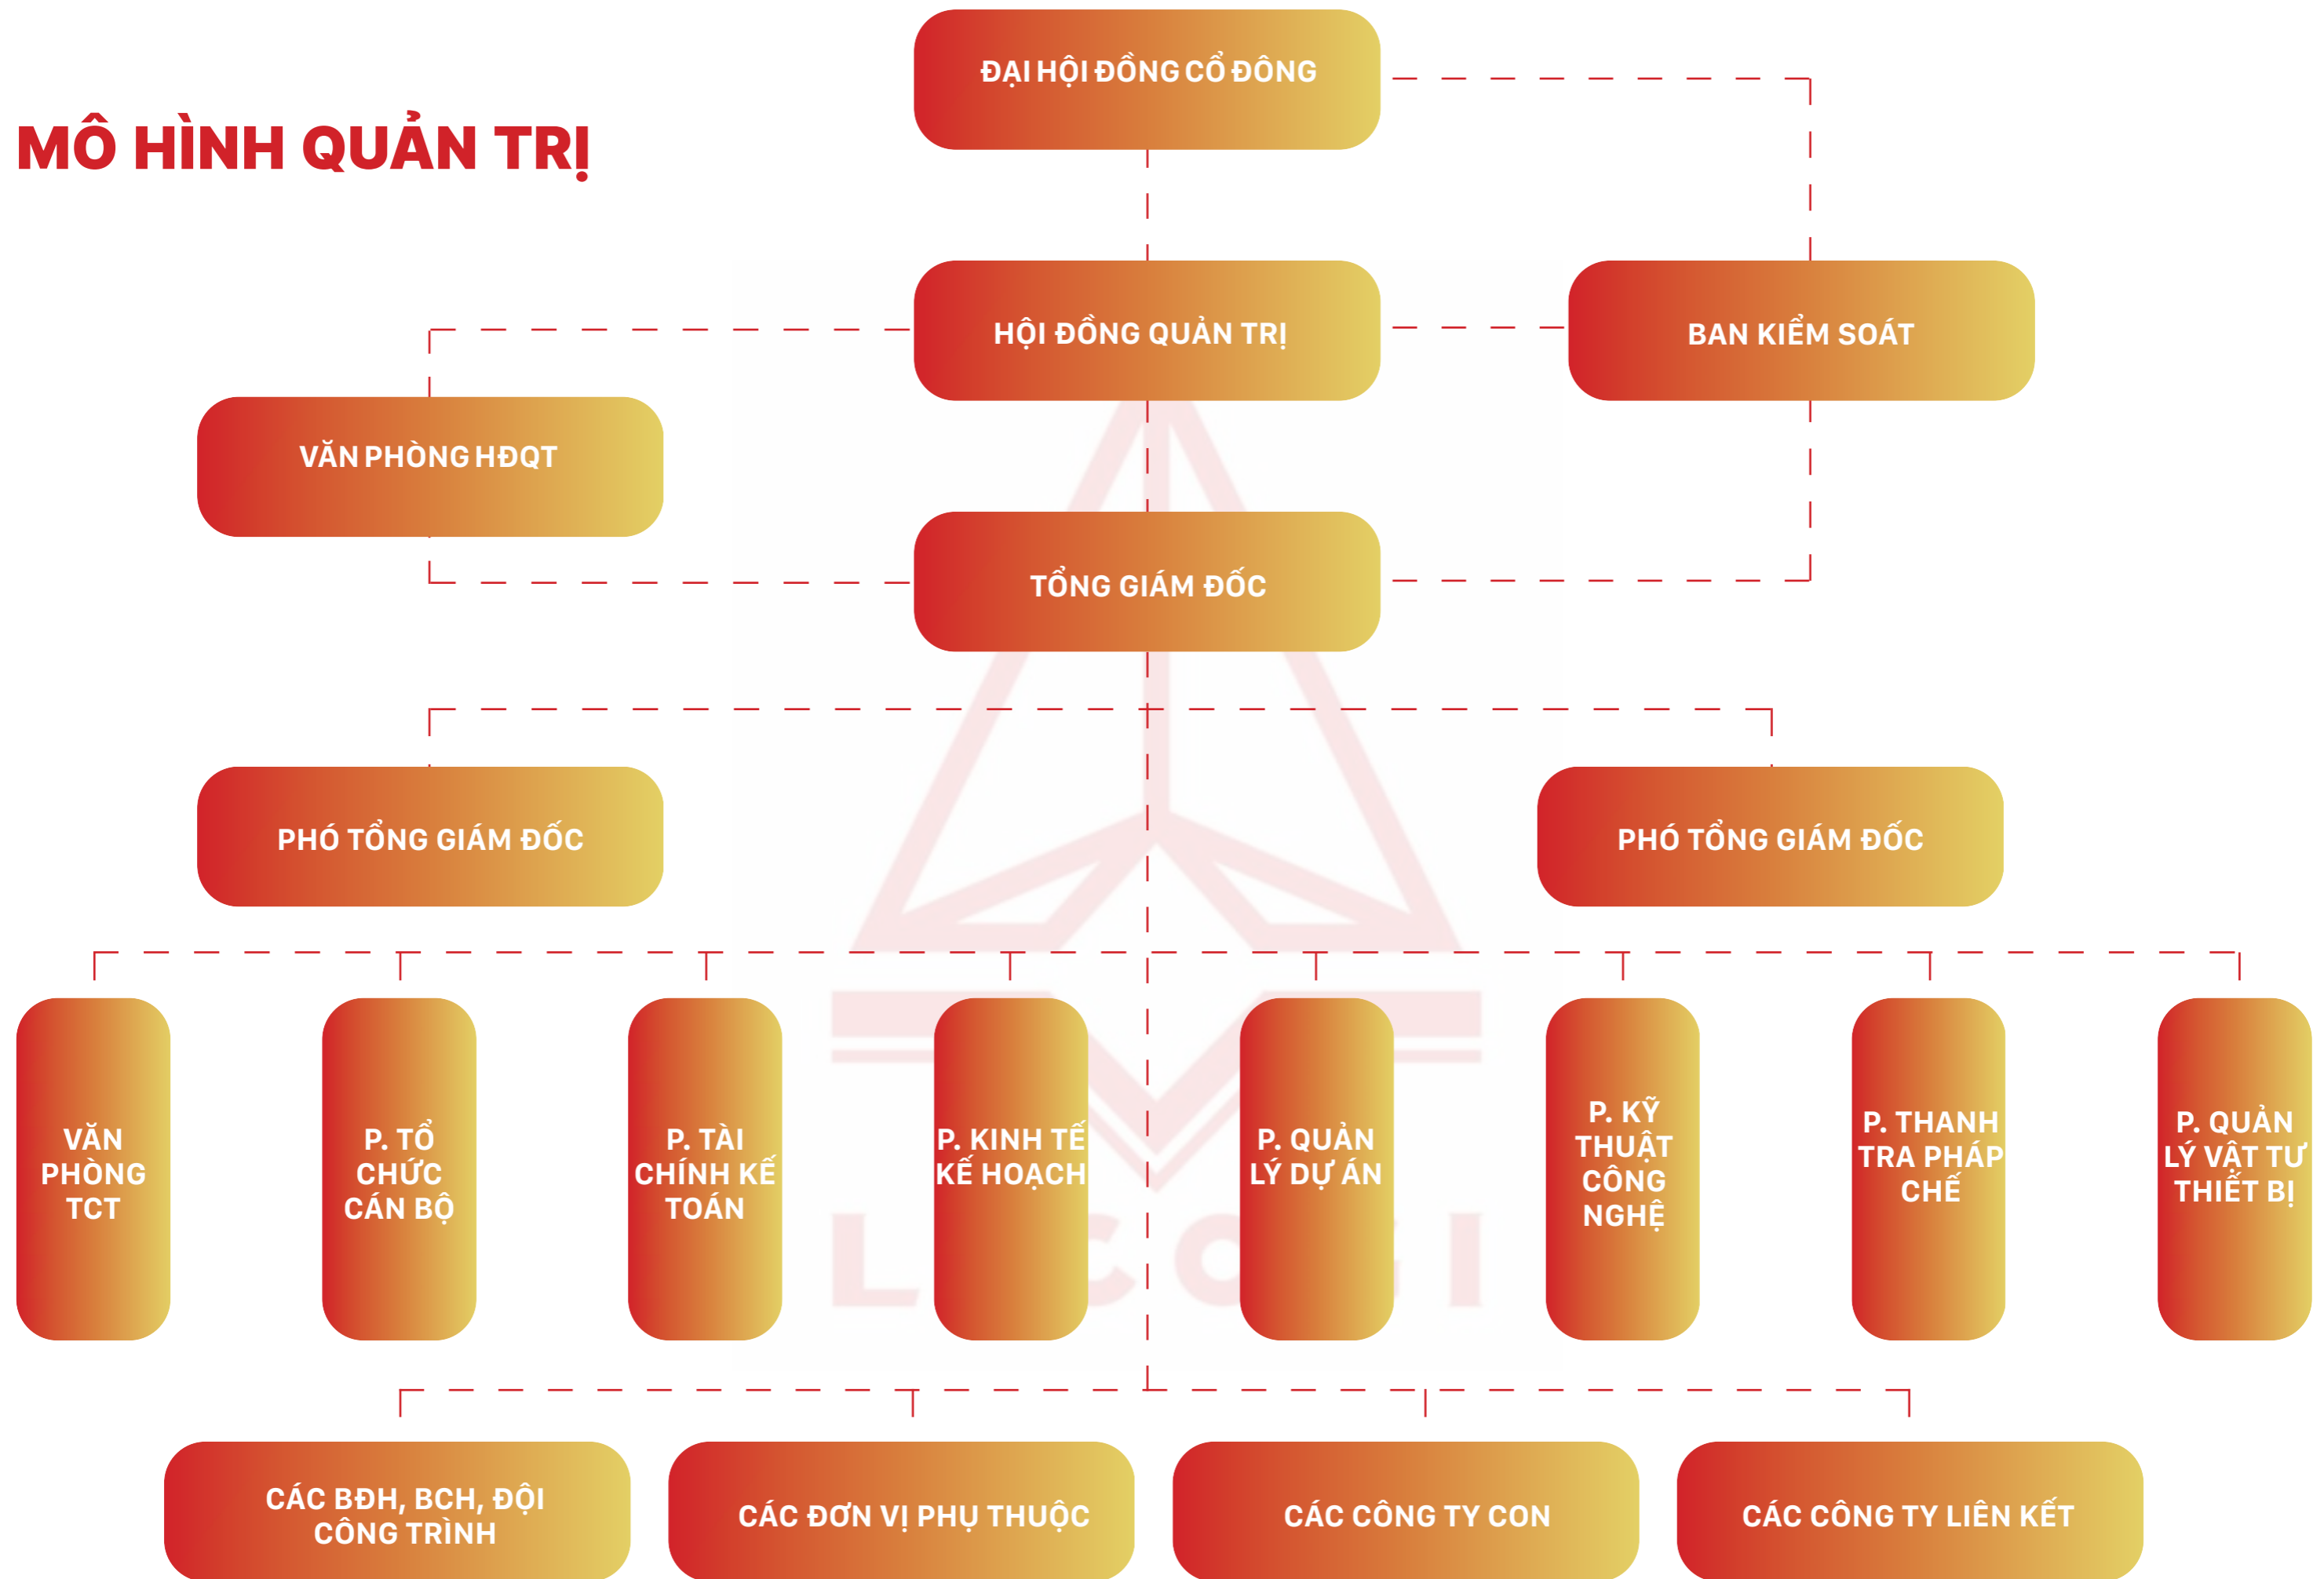 ĐẠI HỘI ĐỒNG CỔ ĐÔNG
MÔ HÌNH QUẢN TRỊ
HỘI ĐỒNG QUẢN TRỊ
BAN KIỂM SOÁT
VĂN PHÒNG HĐQT
TỔNG GIÁM ĐỐC
PHÓ TỔNG GIÁM ĐỐC
PHÓ TỔNG GIÁM ĐỐC
VĂN
PHÒNG
TCT
P. TỔ
CHỨC
CÁN BỘ
P. TÀI
CHÍNH KẾ
TOÁN
P. KINH TẾ
KẾ HOẠCH
P. QUẢN
LÝ DỰ ÁN
P. KỸ
THUẬT
CÔNG
NGHỆ
P. THANH
TRA PHÁP
CHẾ
P. QUẢN
LÝ VẬT TƯ
THIẾT BỊ
CÁC BĐH, BCH, ĐỘI
CÔNG TRÌNH
CÁC ĐƠN VỊ PHỤ THUỘC
CÁC CÔNG TY CON
CÁC CÔNG TY LIÊN KẾT